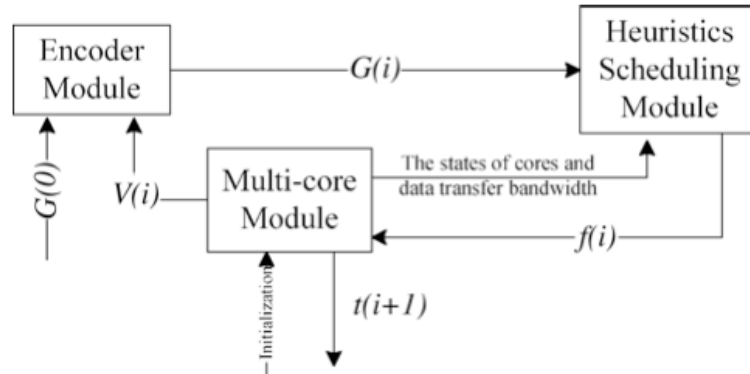 Encoder
Module
G(i)
Heuristics
Scheduling
Module
G(0)
V(i)
Multi-core
Module
The states of cores and
data transfer bandwidth
f(i)
Initialization
t(i+1)